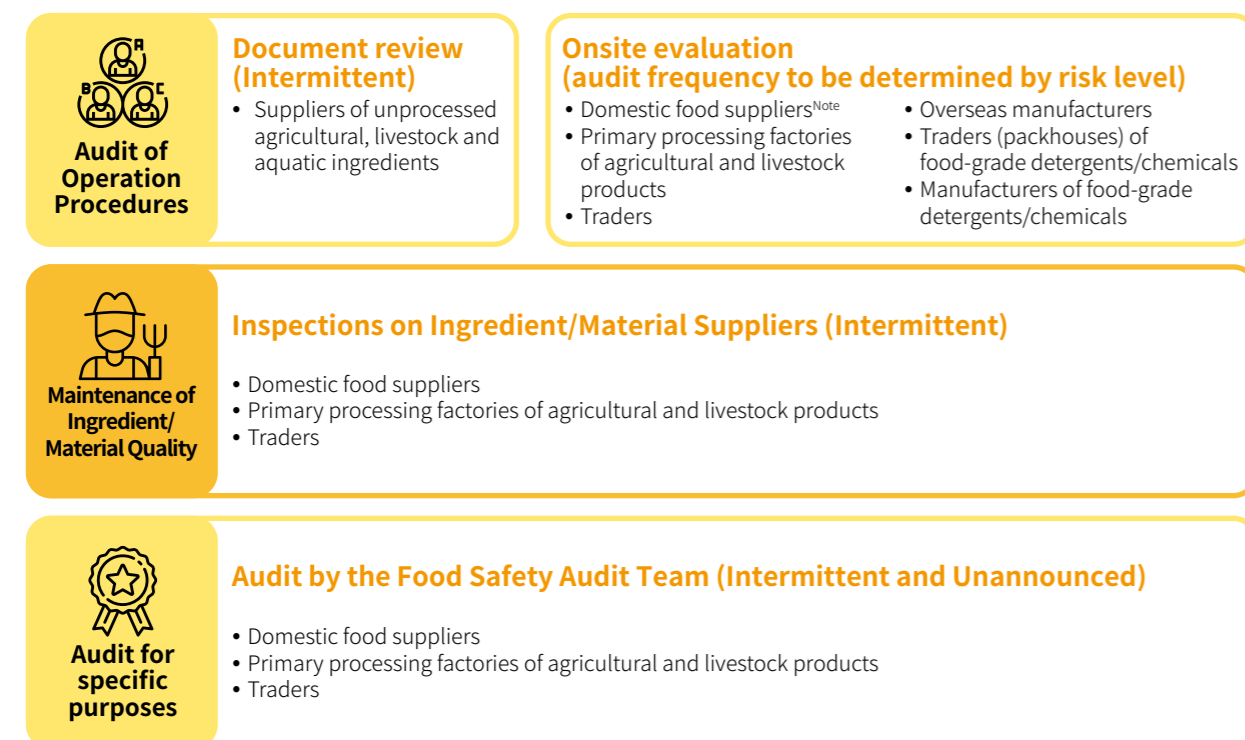 A
B C
Audit of
Operation
Procedures
Document review
(Intermittent)
• Suppliers of unprocessed
agricultural, livestock and
aquatic ingredients
Onsite evaluation
(audit frequency to be determined by risk level)
• Domestic food suppliersNote
• Primary processing factories
of agricultural and livestock
products
• Traders
• Overseas manufacturers
• Traders (packhouses) of
food-grade detergents/chemicals
• Manufacturers of food-grade
detergents/chemicals
Maintenance of
Ingredient/
Material Quality
Inspections on Ingredient/Material Suppliers (Intermittent)
• Domestic food suppliers
• Primary processing factories of agricultural and livestock products
• Traders
Audit for
specific
purposes
Audit by the Food Safety Audit Team (Intermittent and Unannounced)
• Domestic food suppliers
• Primary processing factories of agricultural and livestock products
• Traders